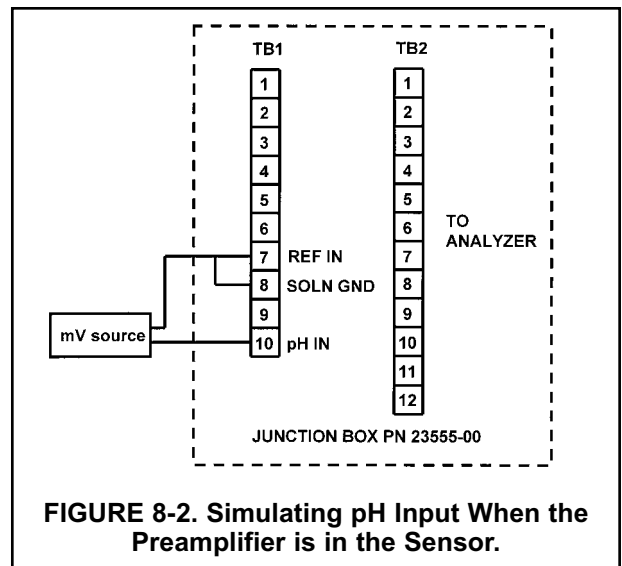 TB1 TB2
1 1
2 2
3 3
4 4
5 5
6 6 TO
7 REF IN 7 ANALYZER
8 SOLN GND 8
9 9
mV source 10 pH IN 10
11
12
JUNCTION BOX PN 23555-00
FIGURE 8-2. Simulating pH Input When the
Preamplifier is in the Sensor.